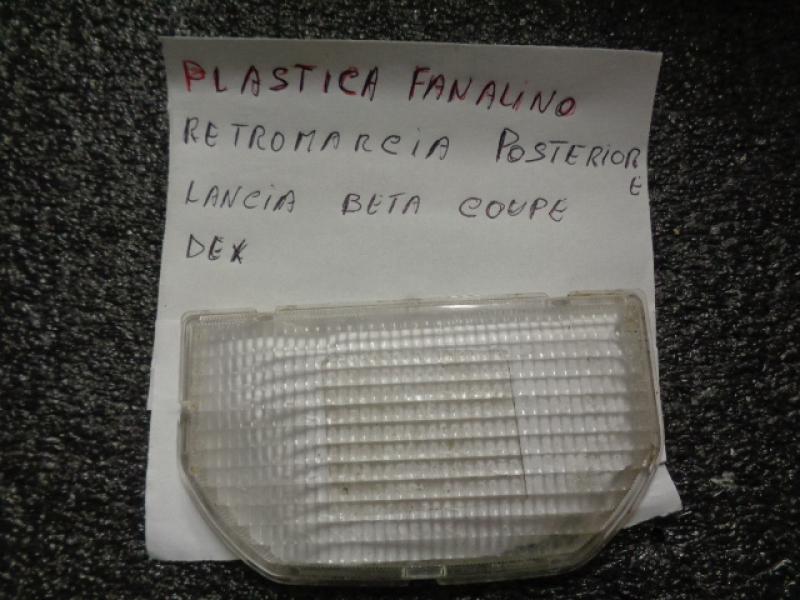 PLASTICA FANALINO
RETROMARCIA POSTERIORE
LANCIA BETA COUPE
DEX